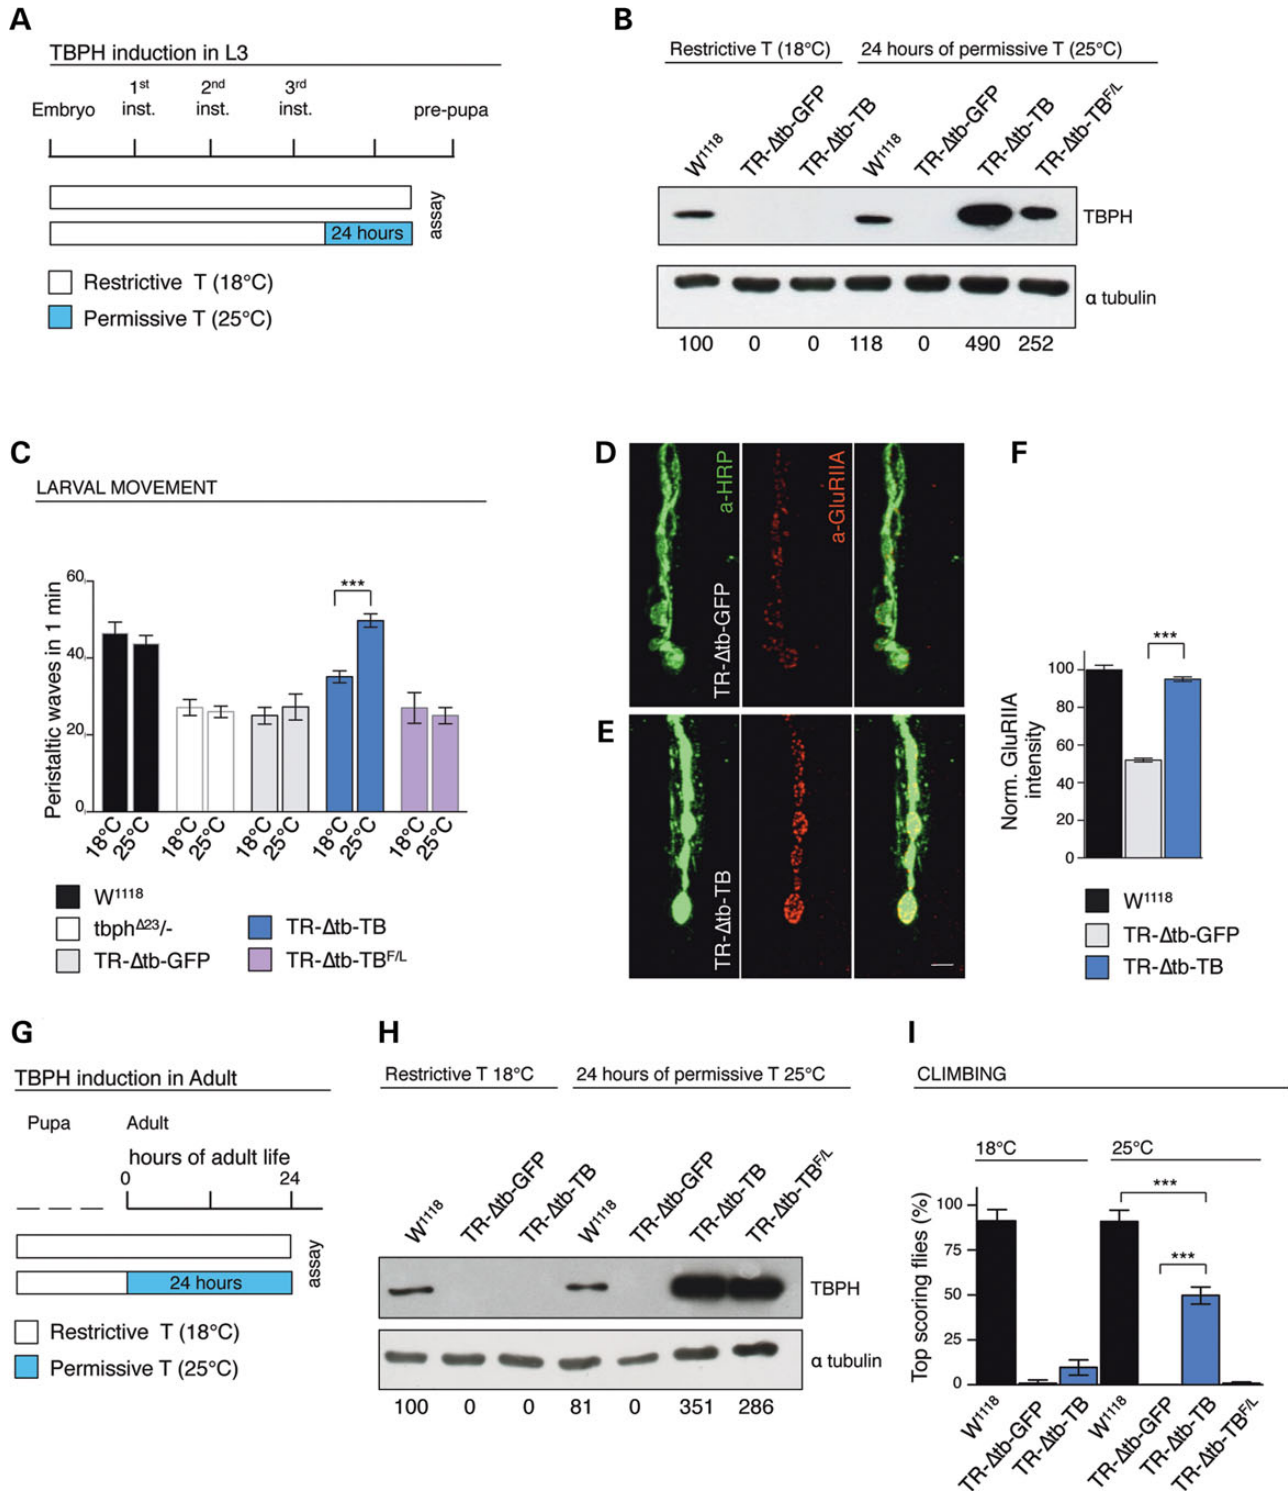 A
TBPH induction in L3
Embryo 1st inst. 2nd inst. 3rd inst. pre-pupa
24 hours
assay
Restrictive T (18°C)
Permissive T (25°C)
B
Restrictive T (18°C) 24 hours of permissive T (25°C)
W1118 TR-Δtb-GFP TR-Δtb-TB W1118 TR-Δtb-GFP TR-Δtb-TB TR-Δtb-TBF/L
TBPH
α tubulin
100 0 0 118 0 490 252
C
LARVAL MOVEMENT
Peristaltic waves in 1 min
60
40
20
0
***
18°C 25°C 18°C 25°C 18°C 25°C 18°C 25°C 18°C 25°C
W1118
tbphΔ23/-
TR-Δtb-GFP
TR-Δtb-TB
TR-Δtb-TBF/L
D
a-HRP
a-GluRIIA
TR-Δtb-GFP
E
TR-Δtb-TB
F
Norm. GluRIIA
intensity
100
80
60
40
20
0
***
W1118
TR-Δtb-GFP
TR-Δtb-TB
G
TBPH induction in Adult
Pupa Adult
hours of adult life
0 24
24 hours
assay
Restrictive T (18°C)
Permissive T (25°C)
H
Restrictive T 18°C 24 hours of permissive T 25°C
W1118 TR-Δtb-GFP TR-Δtb-TB W1118 TR-Δtb-GFP TR-Δtb-TB TR-Δtb-TBF/L
TBPH
α tubulin
100 0 0 81 0 351 286
I
CLIMBING
18°C 25°C
Top scoring flies (%)
100
75
50
25
0
***
***
W1118 TR-Δtb-GFP TR-Δtb-TB W1118 TR-Δtb-GFP TR-Δtb-TB TR-Δtb-TBF/L